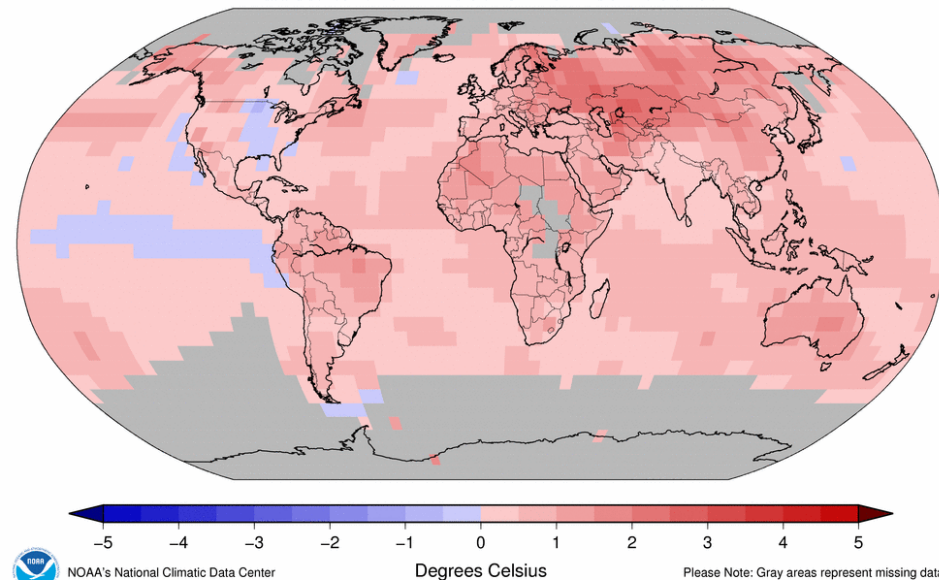 −5 −4 −3 −2 −1 0 1 2 3 4 5
NOAA
NOAA's National Climatic Data Center
Degrees Celsius
Please Note: Gray areas represent missing data